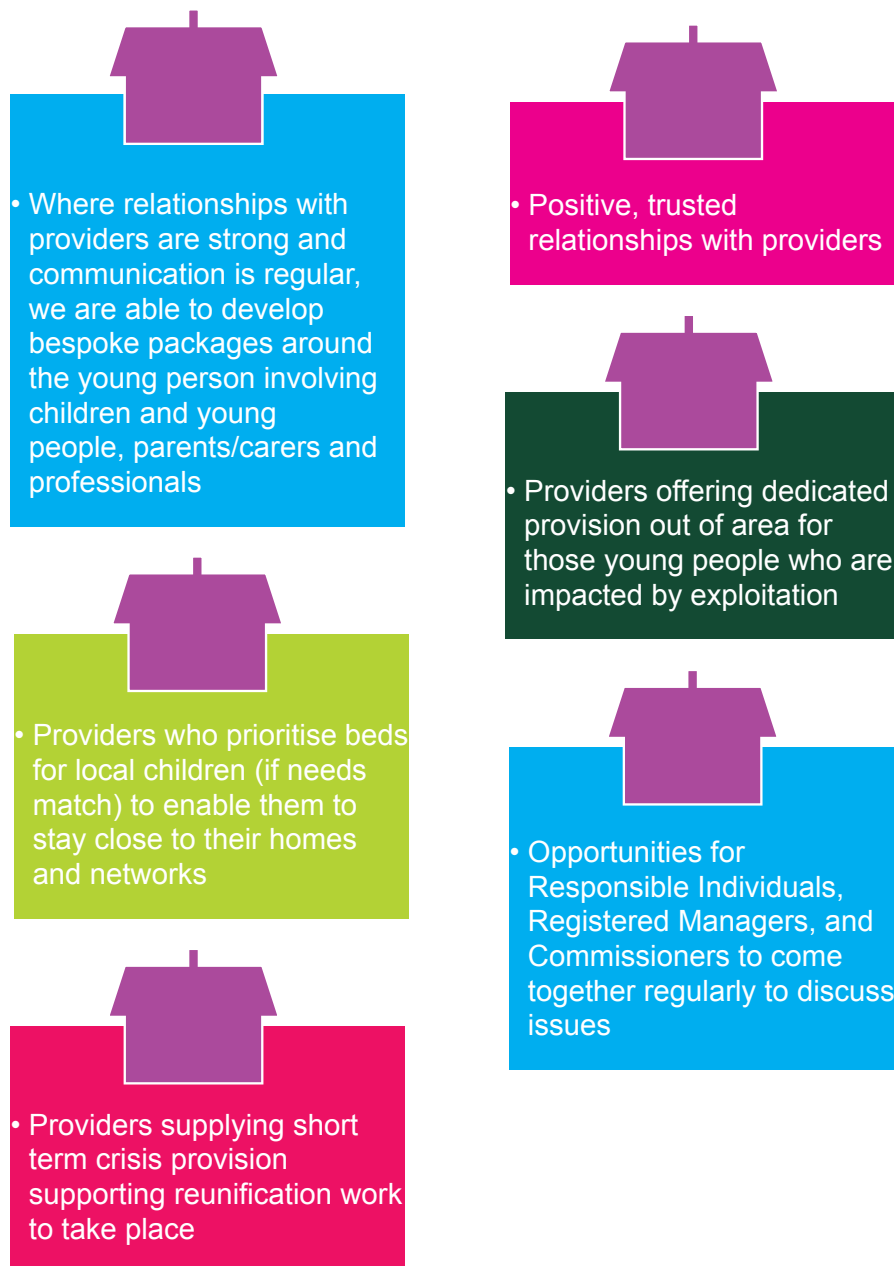 • Where relationships with
providers are strong and
communication is regular,
we are able to develop
bespoke packages around
the young person involving
children and young
people, parents/carers and
professionals
• Providers who prioritise beds
for local children (if needs
match) to enable them to
stay close to their homes
and networks
• Providers supplying short
term crisis provision
supporting reunification work
to take place
• Positive, trusted
relationships with providers
• Providers offering dedicated
provision out of area for
those young people who are
impacted by exploitation
• Opportunities for
Responsible Individuals,
Registered Managers, and
Commissioners to come
together regularly to discuss
issues